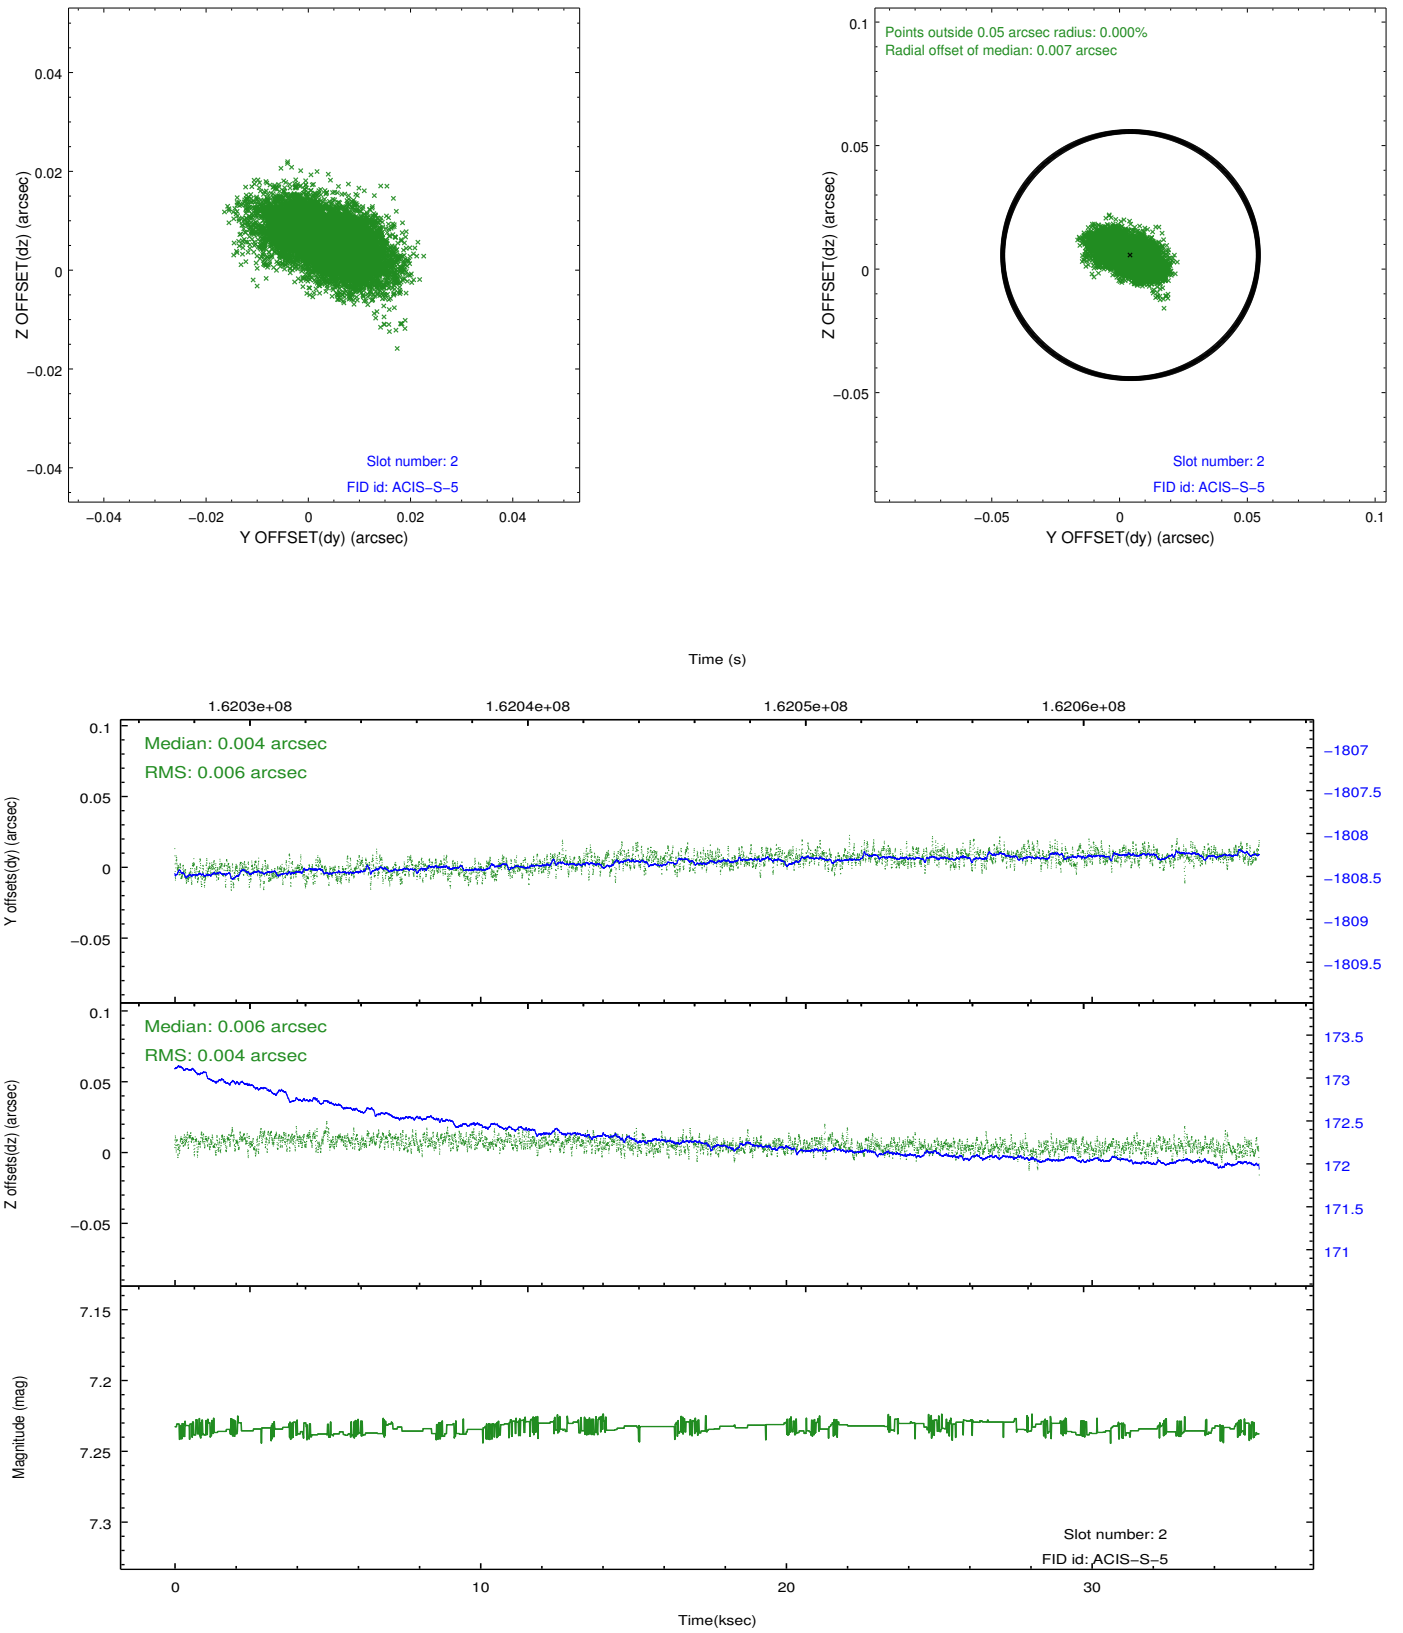 0.04
0.02
0
−0.02
−0.04
Z OFFSET(dz) (arcsec)
Slot number: 2
FID id: ACIS−S−5
−0.04 −0.02 0 0.02 0.04
Y OFFSET(dy) (arcsec)
Points outside 0.05 arcsec radius: 0.000%
Radial offset of median: 0.007 arcsec
0.1
0.05
0
−0.05
Z OFFSET(dz) (arcsec)
Slot number: 2
FID id: ACIS−S−5
−0.05 0 0.05 0.1
Y OFFSET(dy) (arcsec)
Time (s)
1.6203e+08 1.6204e+08 1.6205e+08 1.6206e+08
Median: 0.004 arcsec
RMS: 0.006 arcsec
0.1
0.05
0
−0.05
Y offsets(dy) (arcsec)
−1807
−1807.5
−1808
−1808.5
−1809
−1809.5
Median: 0.006 arcsec
RMS: 0.004 arcsec
0.1
0.05
0
−0.05
Z offsets(dz) (arcsec)
173.5
173
172.5
172
171.5
171
7.15
7.2
7.25
7.3
Magnitude (mag)
Slot number: 2
FID id: ACIS−S−5
0 10 20 30
Time(ksec)